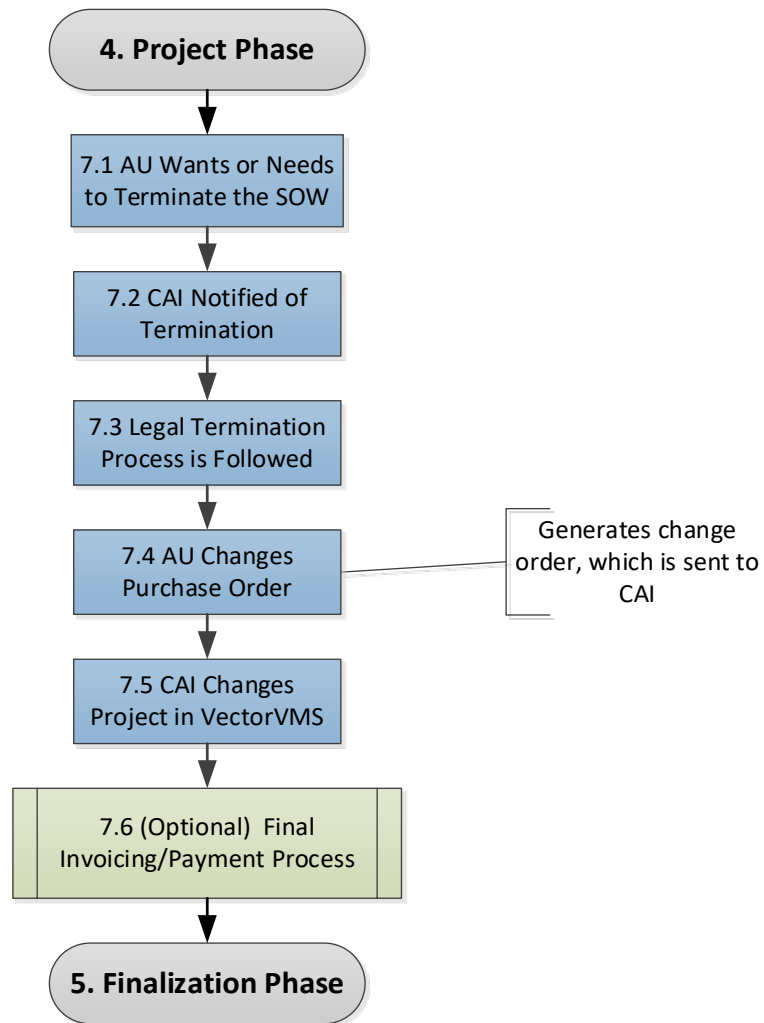 4. Project Phase
7.1 AU Wants or Needs
to Terminate the SOW
7.2 CAI Notified of
Termination
7.3 Legal Termination
Process is Followed
7.4 AU Changes
Purchase Order
Generates change
order, which is sent to
CAI
7.5 CAI Changes
Project in VectorVMS
7.6 (Optional)  Final
Invoicing/Payment Process
5. Finalization Phase